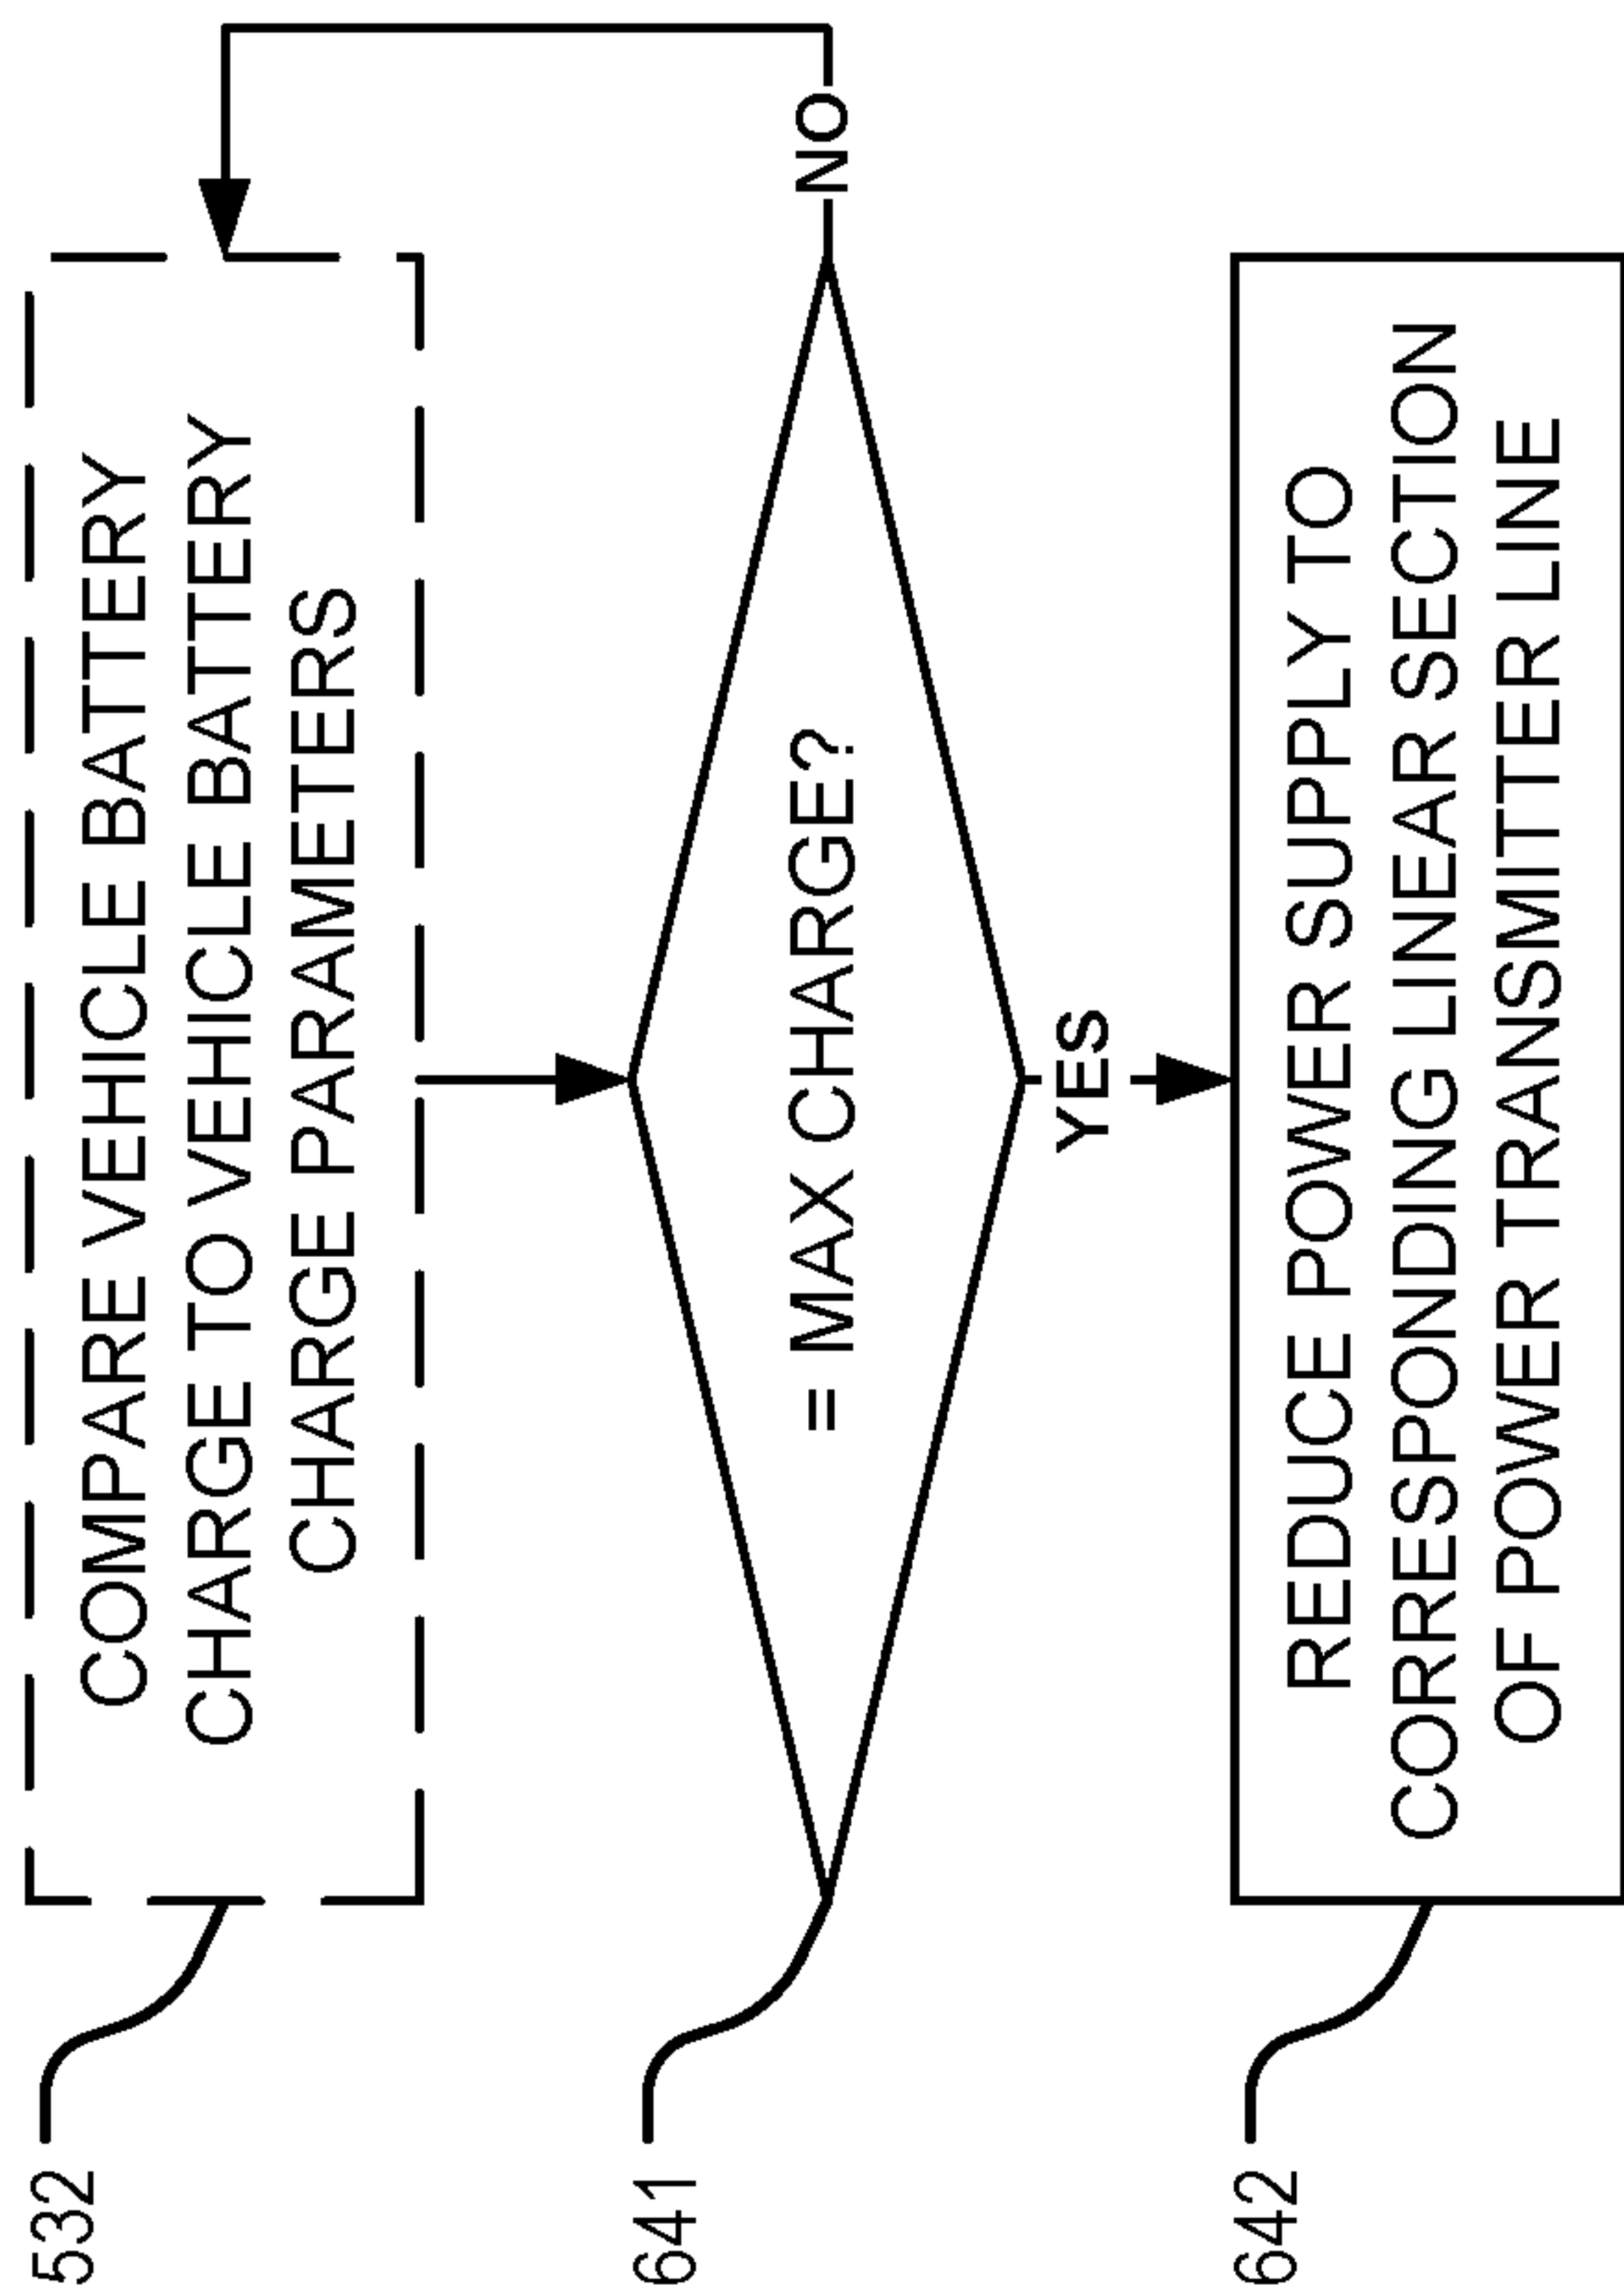 532
COMPARE VEHICLE BATTERY
CHARGE TO VEHICLE BATTERY
CHARGE PARAMETERS
641
= MAX CHARGE?
NO
YES
642
REDUCE POWER SUPPLY TO
CORRESPONDING LINEAR SECTION
OF POWER TRANSMITTER LINE